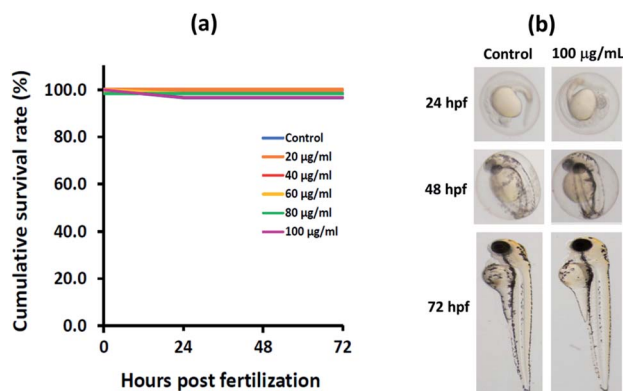 (a)
Cumulative survival rate (%)
100.0
80.0
60.0
40.0
20.0
0.0
0 24 48 72
Hours post fertilization
Control
20 µg/ml
40 µg/ml
60 µg/ml
80 µg/ml
100 µg/ml
(b)
Control 100 µg/mL
24 hpf
48 hpf
72 hpf